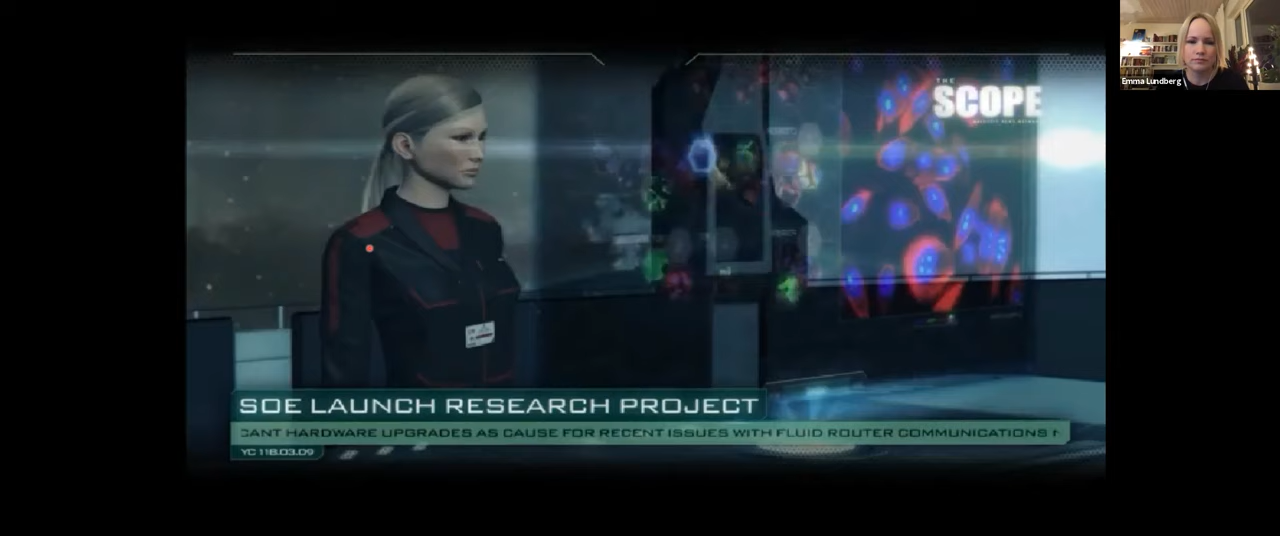 THE
SCOPE
Emma Lundberg
SOE LAUNCH RESEARCH PROJECT
CANT HARDWARE UPGRADES AS CAUSE FOR RECENT ISSUES WITH FLUID ROUTER COMMUNICATIONS
YC 118.03.09